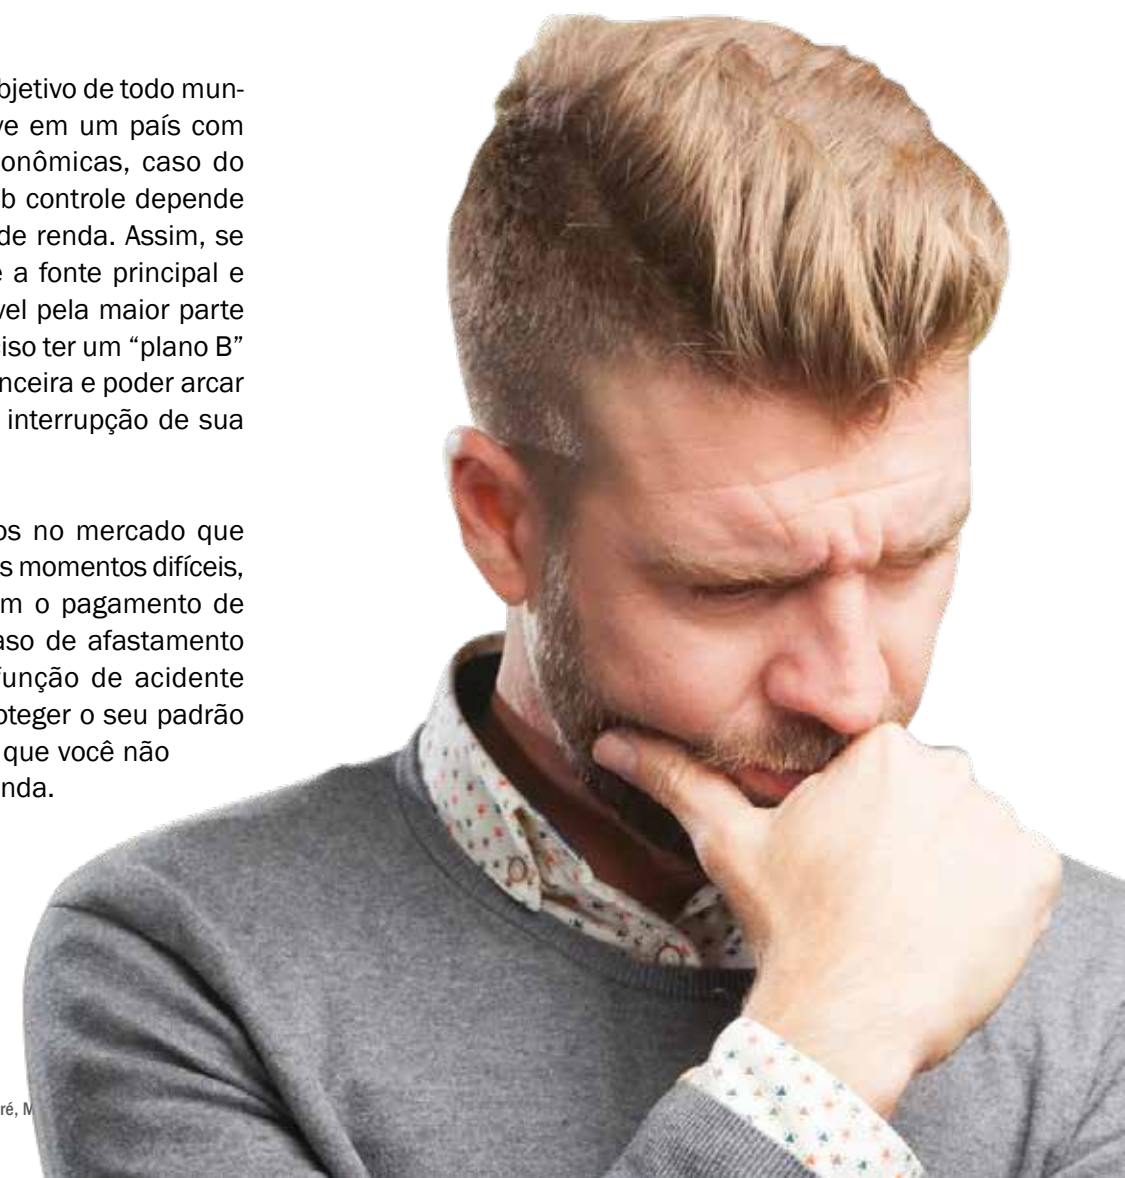 bjetivo de todo mun-
ve em um país com
onômicas, caso do
b controle depende
de renda. Assim, se
e a fonte principal e
vel pela maior parte
iso ter um “plano B”
nceira e poder arcar
interrupção de sua
os no mercado que
s momentos difíceis,
m o pagamento de
aso de afastamento
função de acidente
oteger o seu padrão
que você não
nda.
ré, M